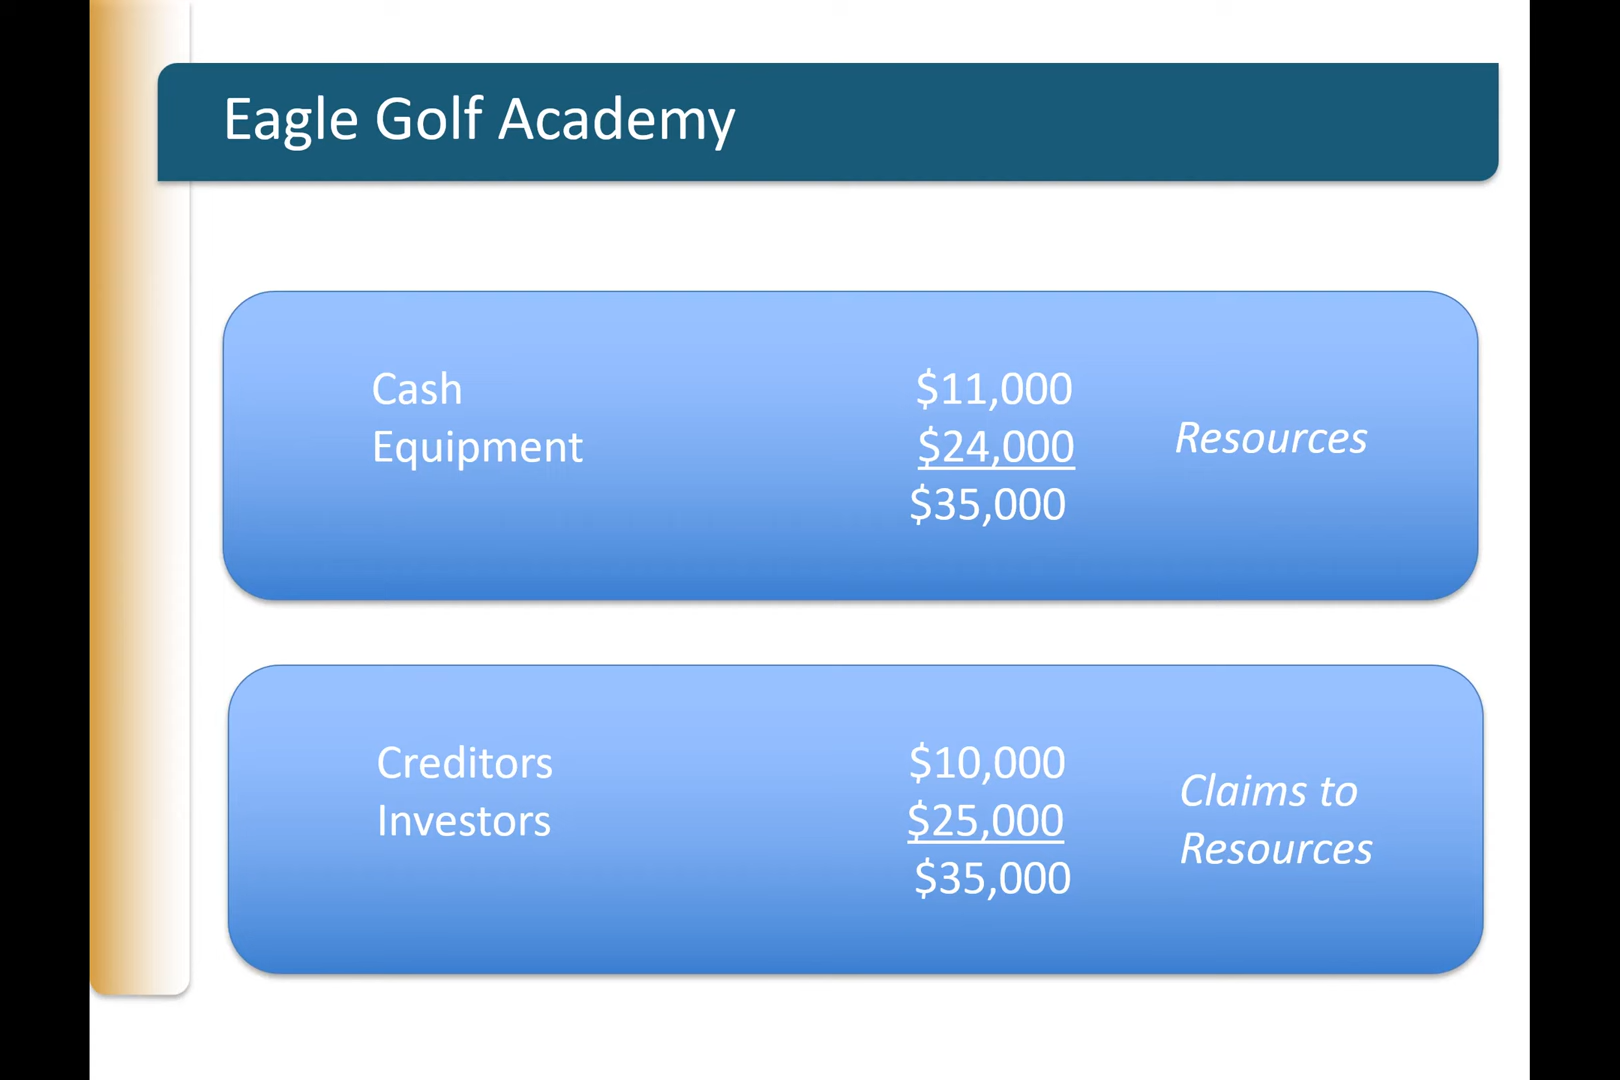 Eagle Golf Academy
Cash $11,000
Equipment $24,000
$35,000
Resources
Creditors $10,000
Investors $25,000
$35,000
Claims to
Resources